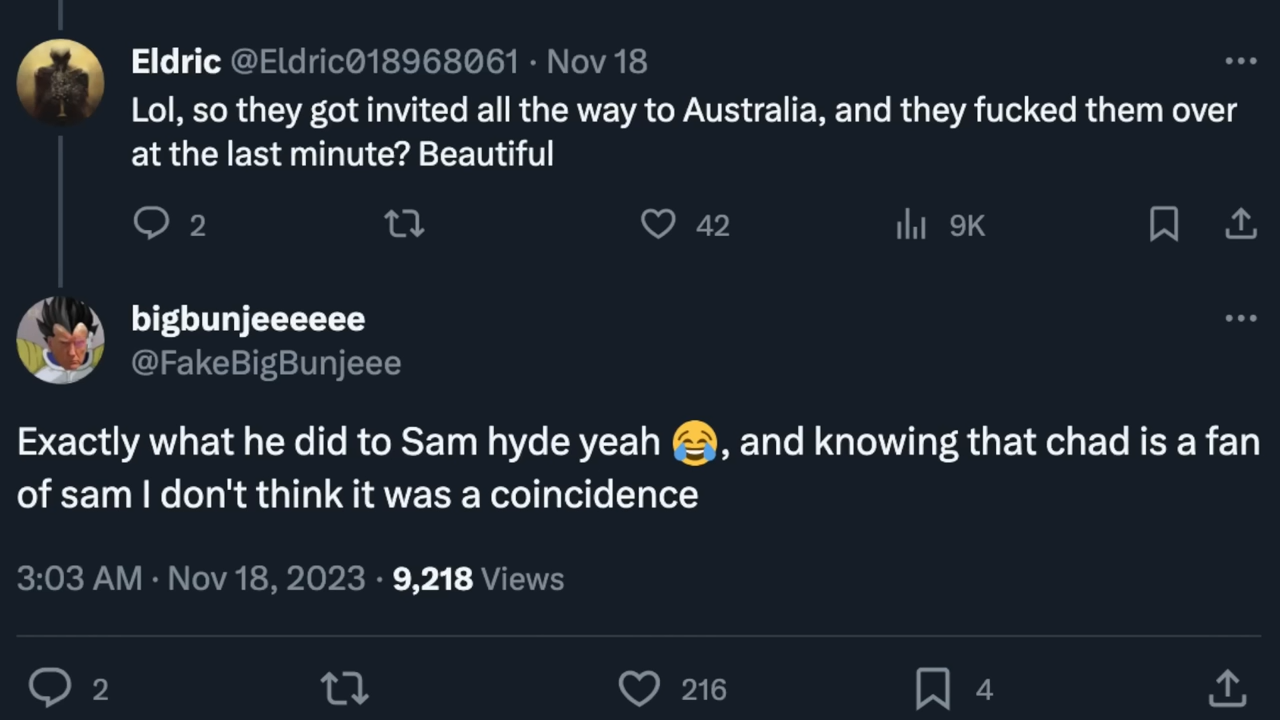 Eldric @Eldric018968061 · Nov 18
Lol, so they got invited all the way to Australia, and they fucked them over
at the last minute? Beautiful
2 42 9K
bigbunjeeeeee
@FakeBigBunjeee
Exactly what he did to Sam hyde yeah 😂, and knowing that chad is a fan
of sam I don't think it was a coincidence
3:03 AM · Nov 18, 2023 · 9,218 Views
2 216 4